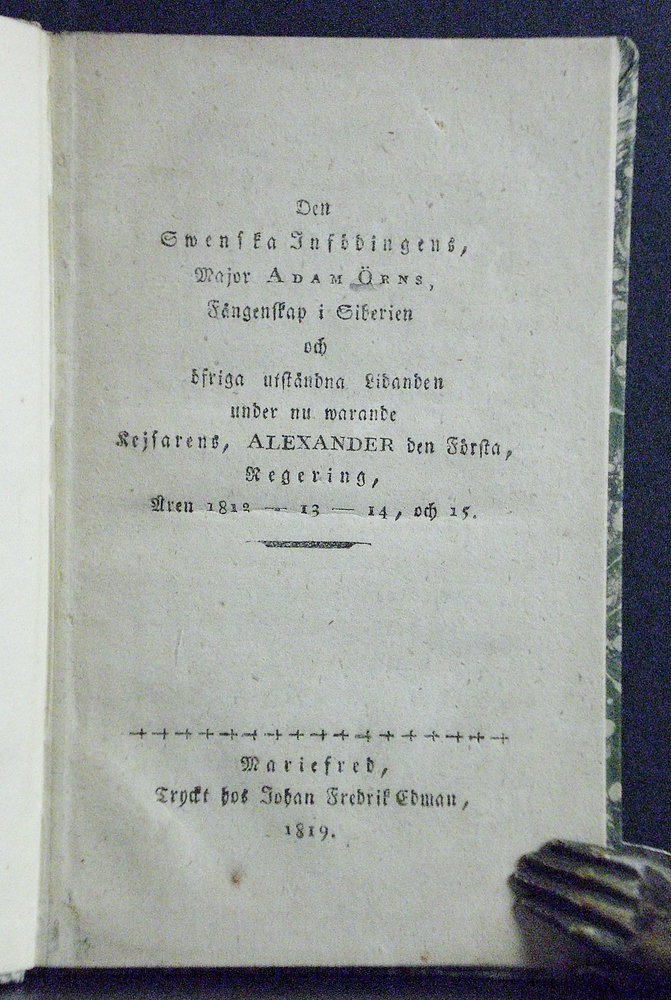 Den
Swenska Infödingens,
Major ADAM ÖRNS,
Fångenskap i Siberien
och
öfriga utståndna Lidanden
under nu warande
Kejsarens, ALEXANDER den Första,
Regering,
Åren 1812 — 13 — 14, och 15.
Mariefred,
Tryckt hos Johan Fredrik Edman,
1819.